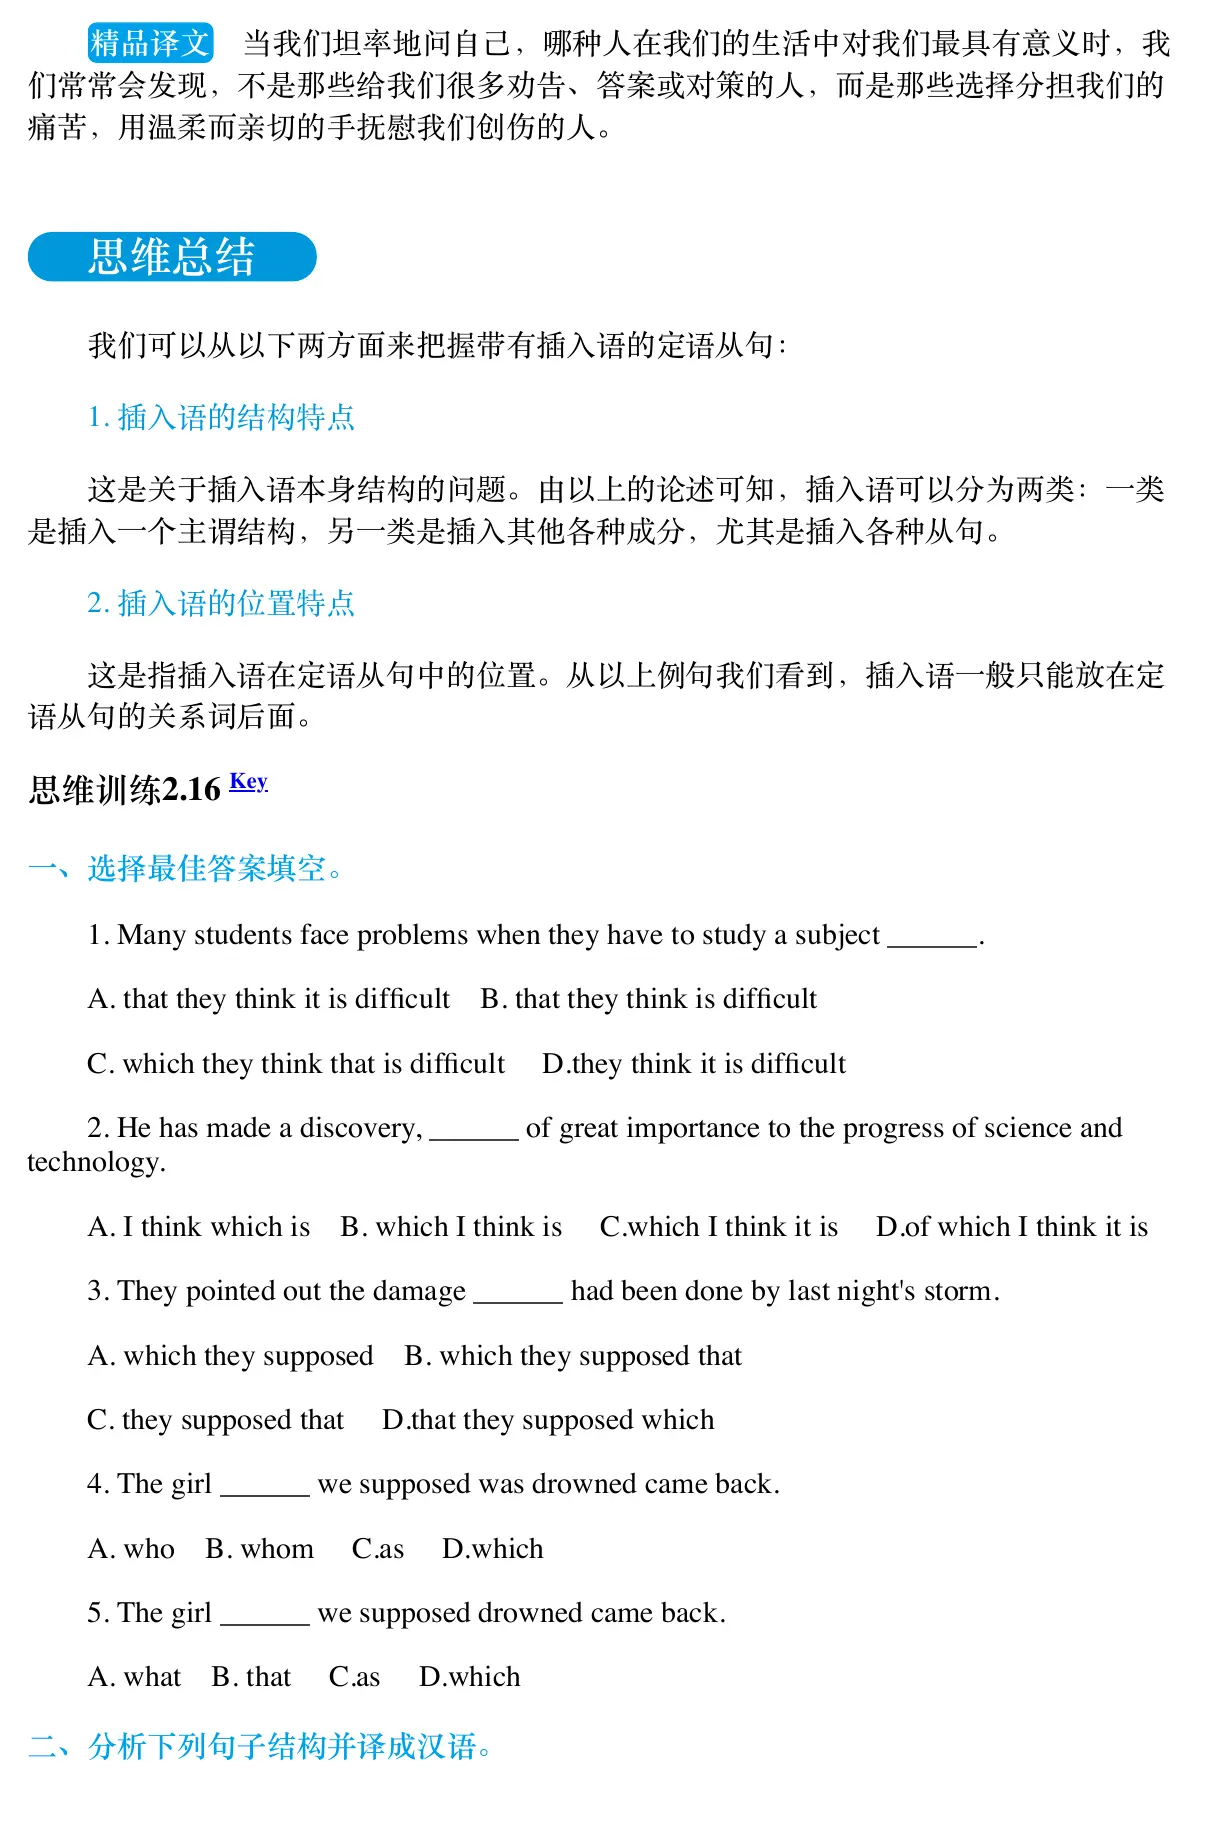 精品译文 当我们坦率地问自己，哪种人在我们的生活中对我们最具有意义时，我
们常常会发现，不是那些给我们很多劝告、答案或对策的人，而是那些选择分担我们的
痛苦，用温柔而亲切的手抚慰我们创伤的人。
思维总结
我们可以从以下两方面来把握带有插入语的定语从句：
1. 插入语的结构特点
这是关于插入语本身结构的问题。由以上的论述可知，插入语可以分为两类：一类
是插入一个主谓结构，另一类是插入其他各种成分，尤其是插入各种从句。
2. 插入语的位置特点
这是指插入语在定语从句中的位置。从以上例句我们看到，插入语一般只能放在定
语从句的关系词后面。
思维训练2.16 Key
一、选择最佳答案填空。
1. Many students face problems when they have to study a subject ______.
A. that they think it is difficult B. that they think is difficult
C. which they think that is difficult D.they think it is difficult
2. He has made a discovery, ______ of great importance to the progress of science and
technology.
A. I think which is B. which I think is C.which I think it is D.of which I think it is
3. They pointed out the damage ______ had been done by last night's storm.
A. which they supposed B. which they supposed that
C. they supposed that D.that they supposed which
4. The girl ______ we supposed was drowned came back.
A. who B. whom C.as D.which
5. The girl ______ we supposed drowned came back.
A. what B. that C.as D.which
二、分析下列句子结构并译成汉语。